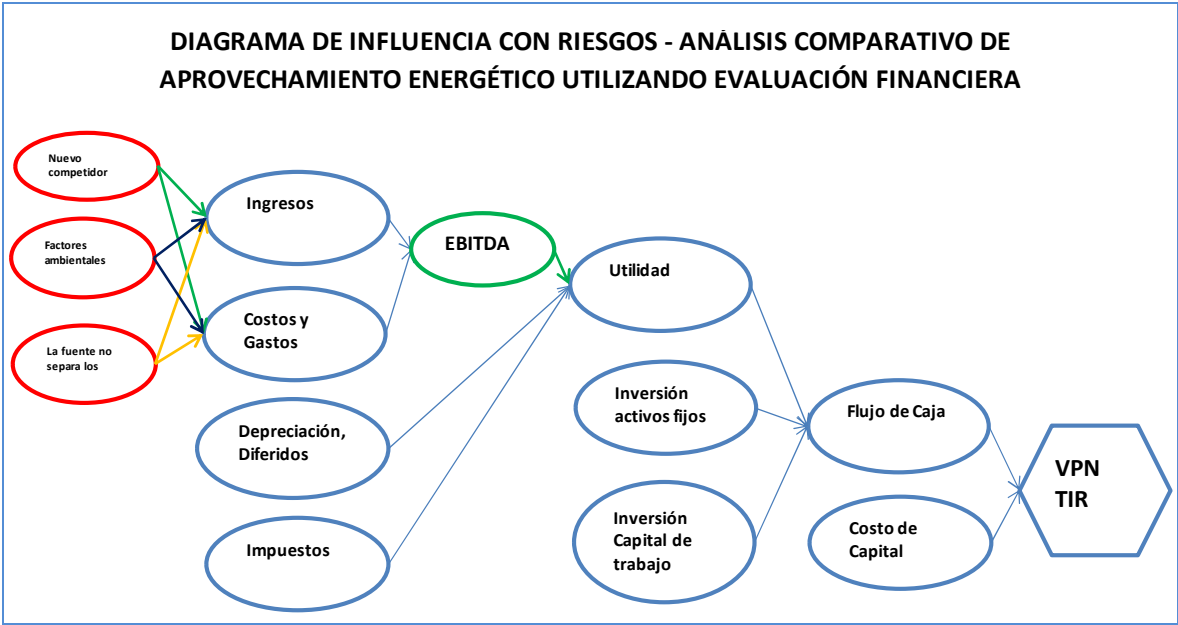 DIAGRAMA DE INFLUENCIA CON RIESGOS - ANÁLISIS COMPARATIVO DE
APROVECHAMIENTO ENERGÉTICO UTILIZANDO EVALUACIÓN FINANCIERA
Nuevo
competidor
Ingresos
EBITDA
Factores
ambientales
Utilidad
Costos y
Gastos
La fuente no
separa los
Inversión
activos fijos
Flujo de Caja
Depreciación,
Diferidos
VPN
TIR
Inversión
Capital de
trabajo
Costo de
Capital
Impuestos